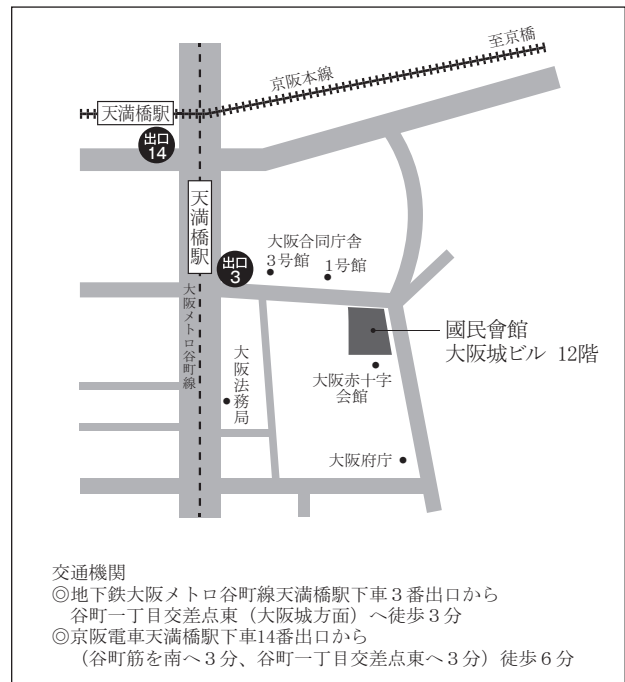 至京橋
京阪本線
天満橋駅
出口
14
天満橋駅
出口
3
大阪合同庁舎
3号館
1号館
大阪メトロ谷町線
國民會館
大阪城ビル 12階
大阪法務局
大阪赤十字
会館
大阪府庁
交通機関
◎地下鉄大阪メトロ谷町線天満橋駅下車3番出口から
谷町一丁目交差点東（大阪城方面）へ徒歩3分
◎京阪電車天満橋駅下車14番出口から
（谷町筋を南へ3分、谷町一丁目交差点東へ3分）徒歩6分